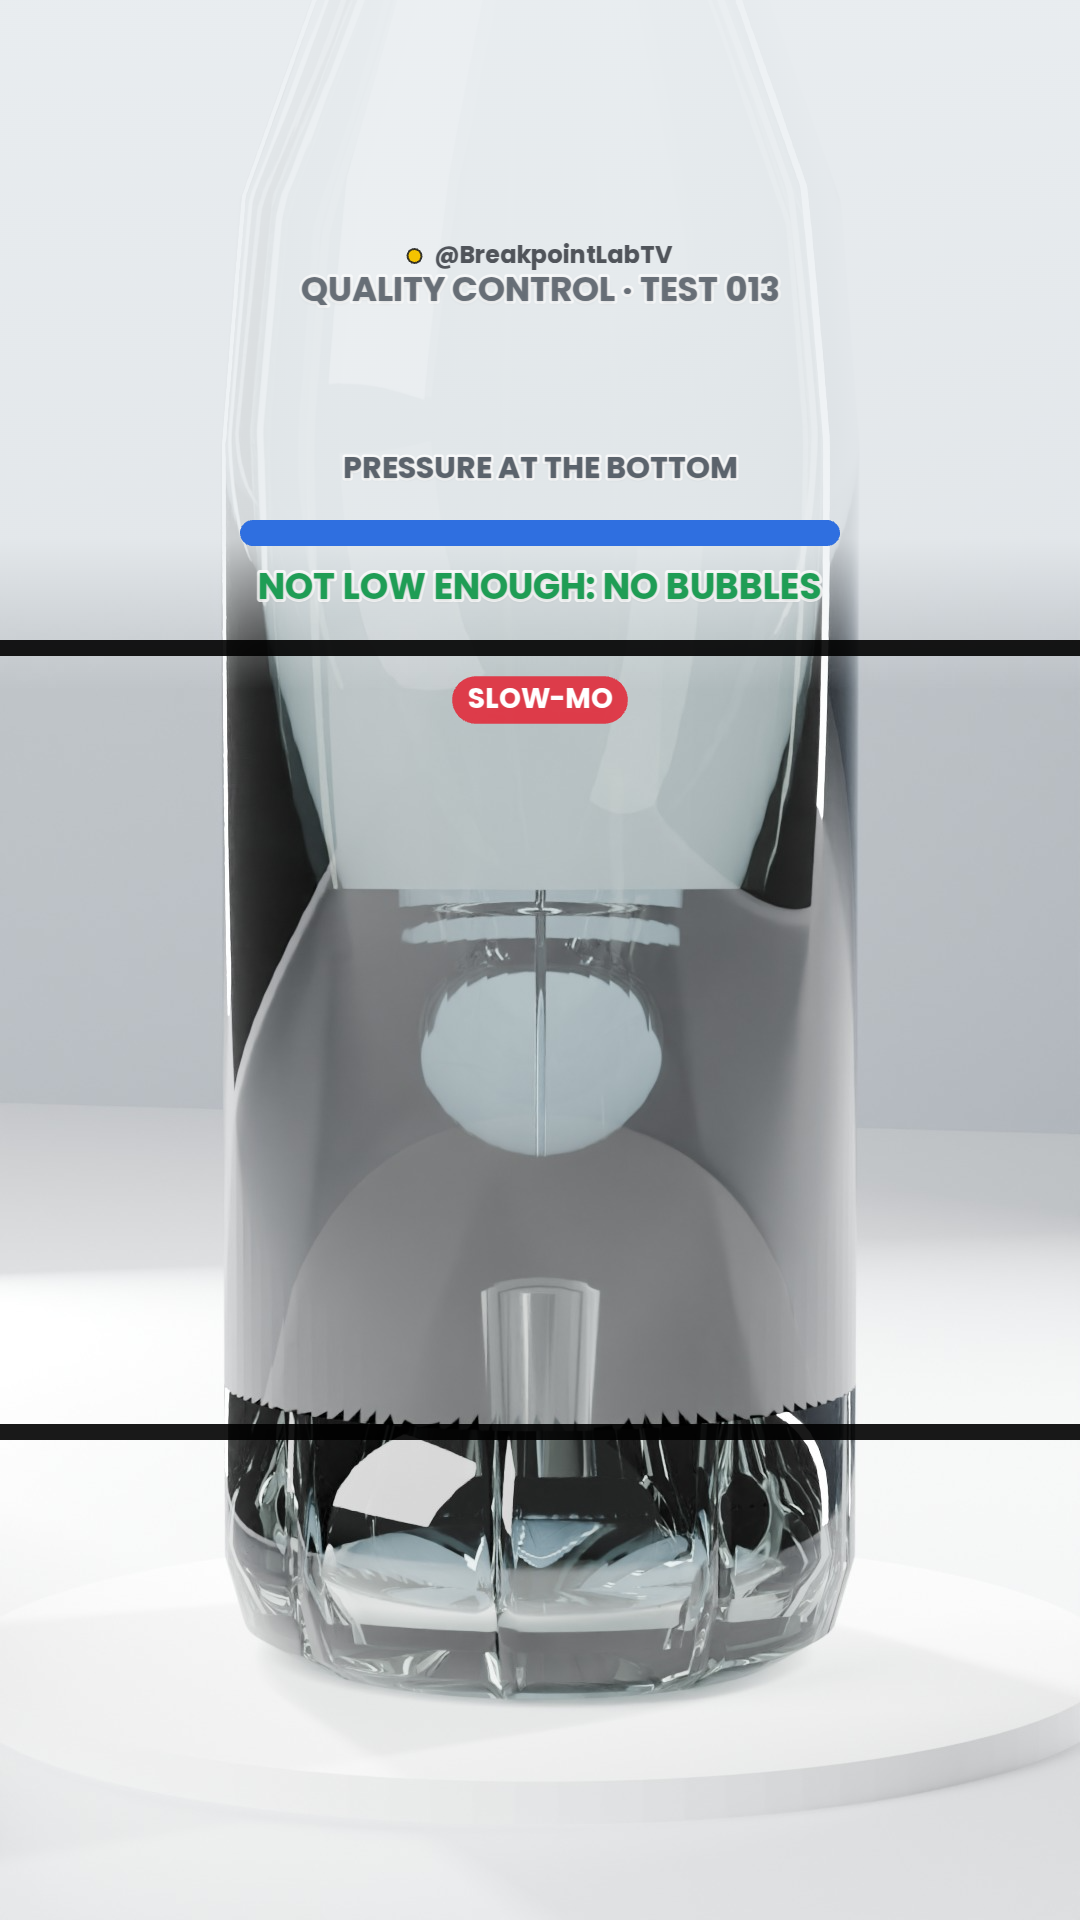 @BreakpointLabTV
QUALITY CONTROL · TEST 013
PRESSURE AT THE BOTTOM
NOT LOW ENOUGH: NO BUBBLES
SLOW-MO